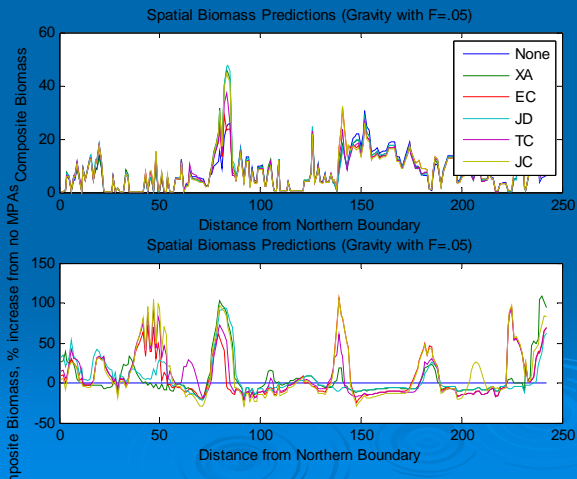 Spatial Biomass Predictions (Gravity with F=.05)
Composite Biomass
60
40
20
0
None
XA
EC
JD
TC
JC
0 50 100 150 200 250
Distance from Northern Boundary
Spatial Biomass Predictions (Gravity with F=.05)
mposite Biomass, % increase from no MPAs
150
100
50
0
-50
0 50 100 150 200 250
Distance from Northern Boundary